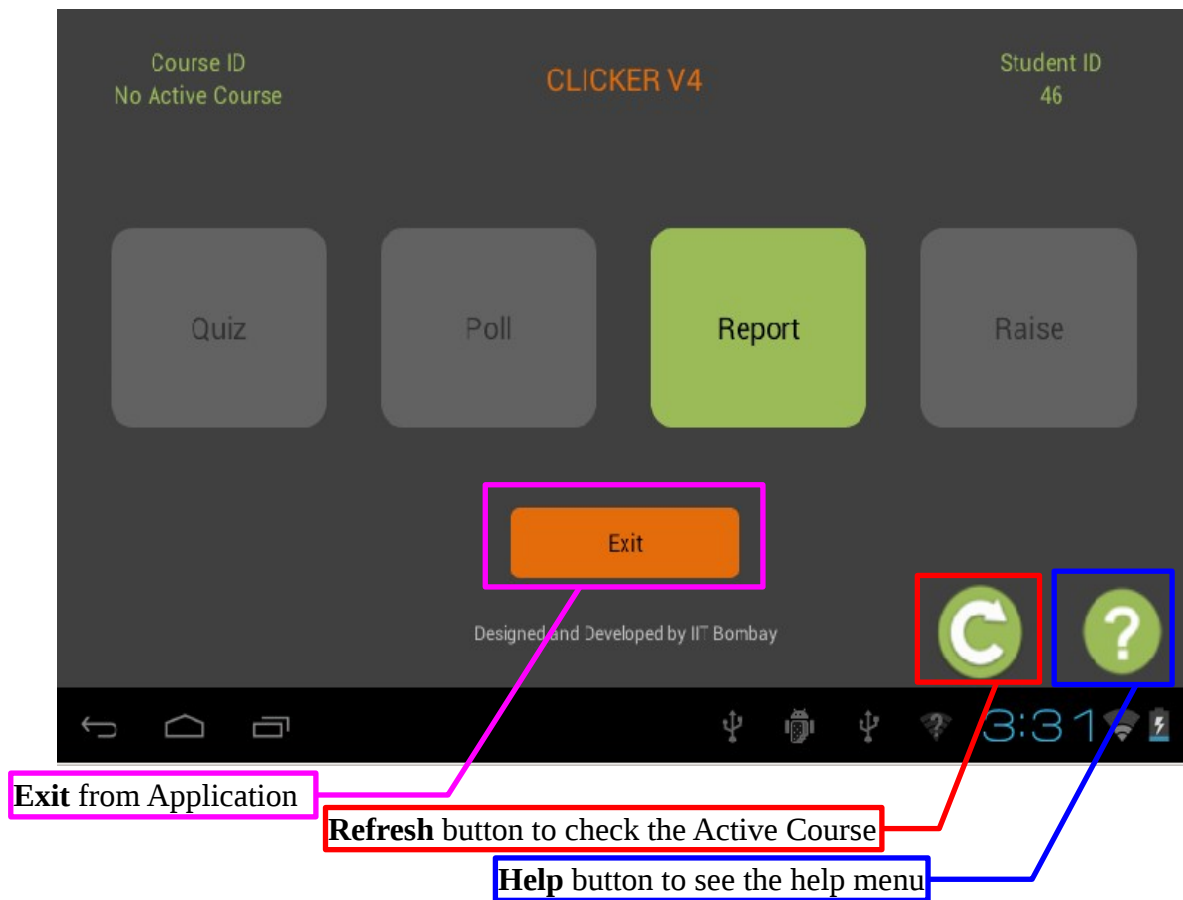 Course ID
No Active Course
CLICKER V4
Student ID
46
Quiz
Poll
Report
Raise
Exit
Designed and Developed by IIT Bombay
3:31
Exit from Application
Refresh button to check the Active Course
Help button to see the help menu